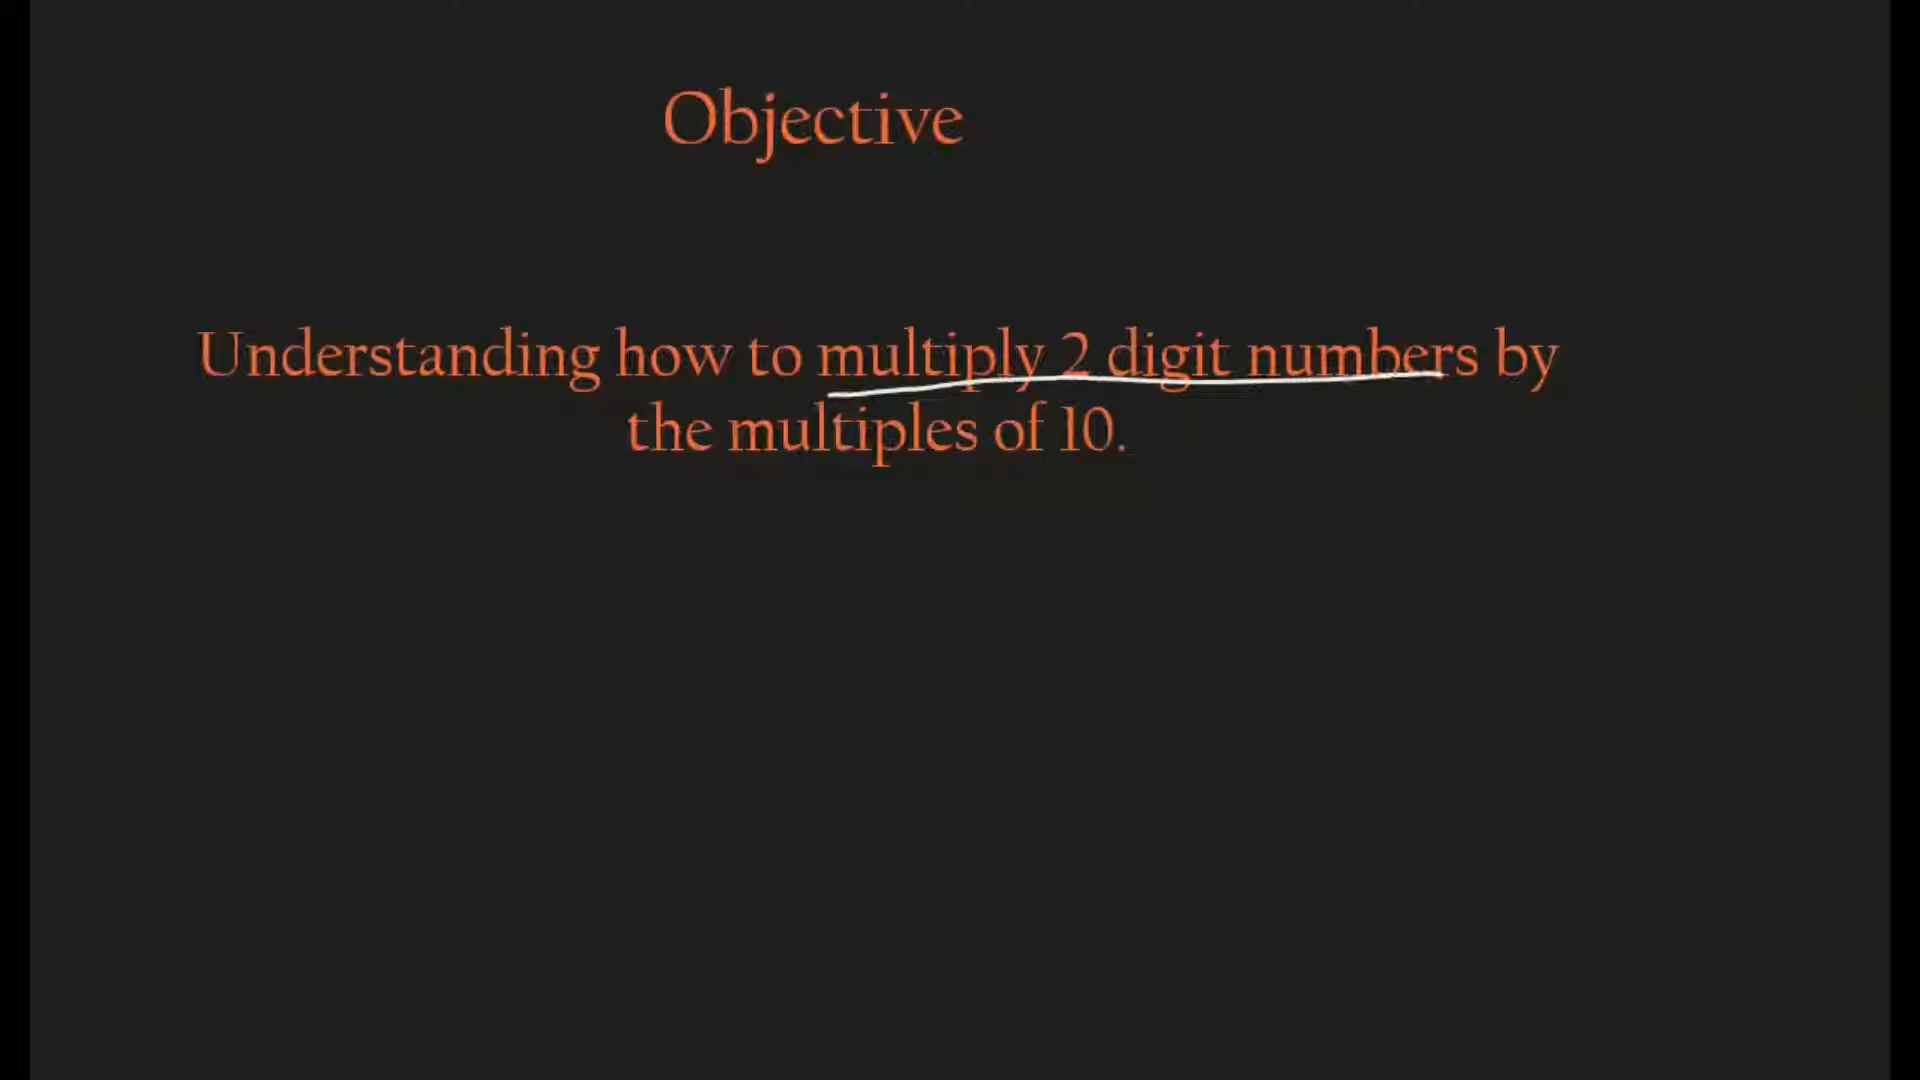 Objective
Understanding how to multiply 2 digit numbers by
the multiples of 10.